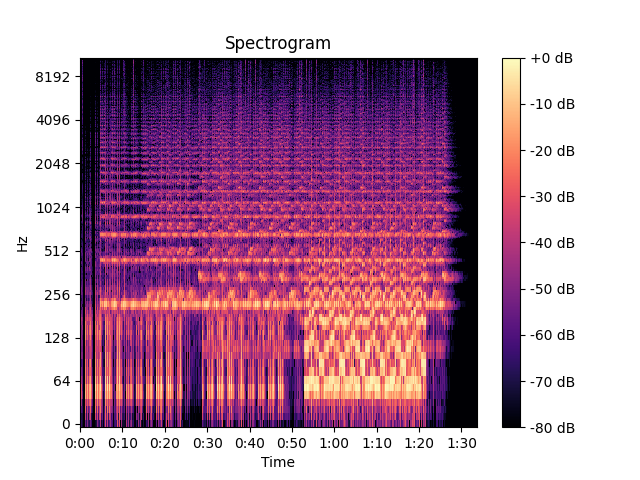 Spectrogram
8192
4096
2048
1024
512
256
128
64
0
Hz
0:00 0:10 0:20 0:30 0:40 0:50 1:00 1:10 1:20 1:30
Time
+0 dB
-10 dB
-20 dB
-30 dB
-40 dB
-50 dB
-60 dB
-70 dB
-80 dB